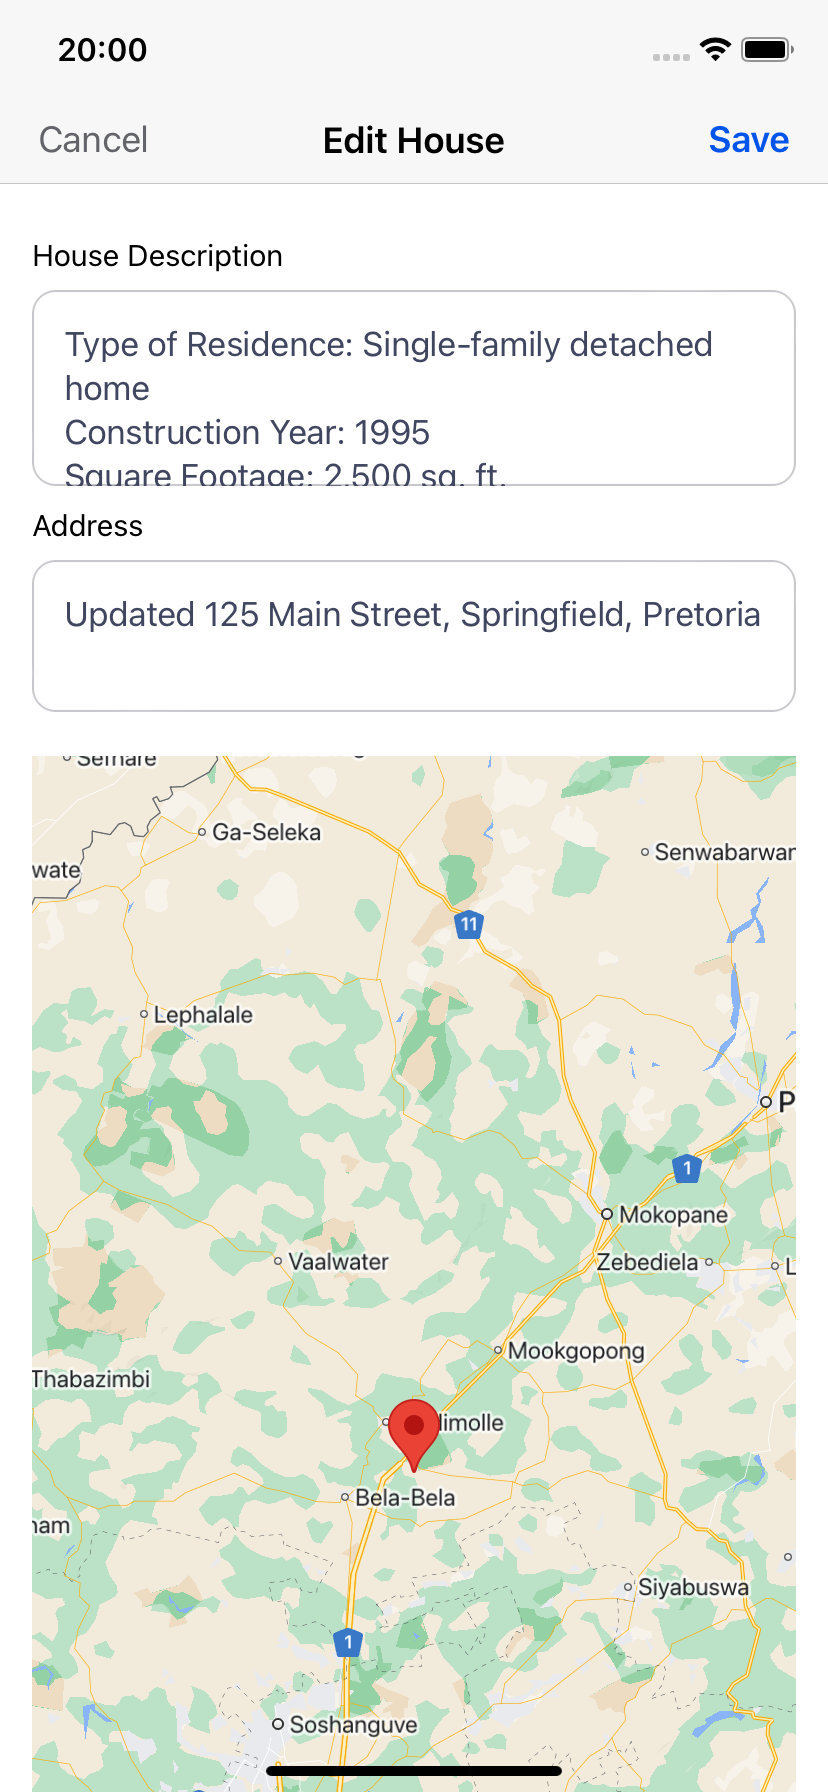 20:00
Cancel
Edit House
Save
House Description
Type of Residence: Single-family detached
home
Construction Year: 1995
Square Footage: 2,500 sq. ft.
Address
Updated 125 Main Street, Springfield, Pretoria
Sefhare
Ga-Seleka
Senwabarwan
wate
11
Lephalale
P
1
Mokopane
Vaalwater
Zebediela
L
Mookgopong
Thabazimbi
limolle
Bela-Bela
ham
Siyabuswa
1
Soshanguve